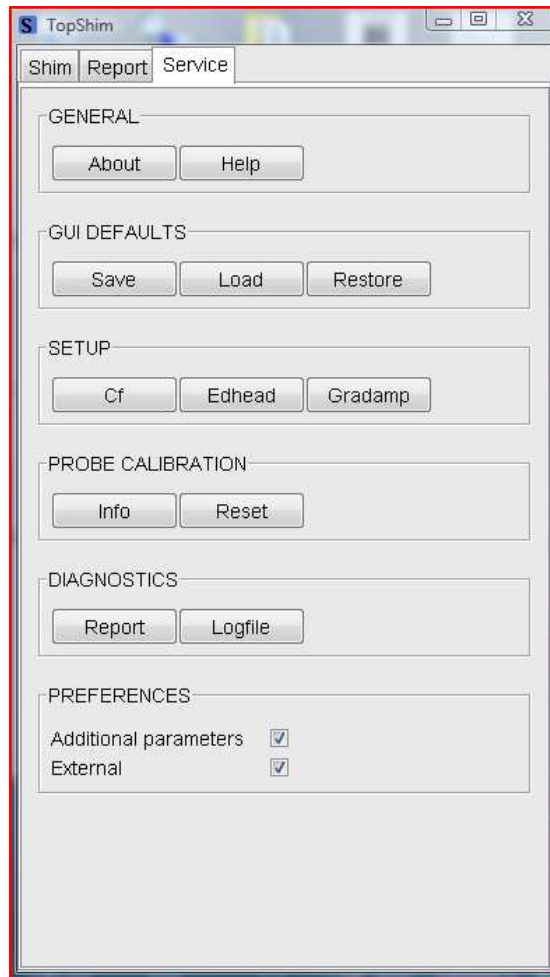 S TopShim
Shim Report Service
GENERAL
About Help
GUI DEFAULTS
Save Load Restore
SETUP
Cf Edhead Gradamp
PROBE CALIBRATION
Info Reset
DIAGNOSTICS
Report Logfile
PREFERENCES
Additional parameters
External